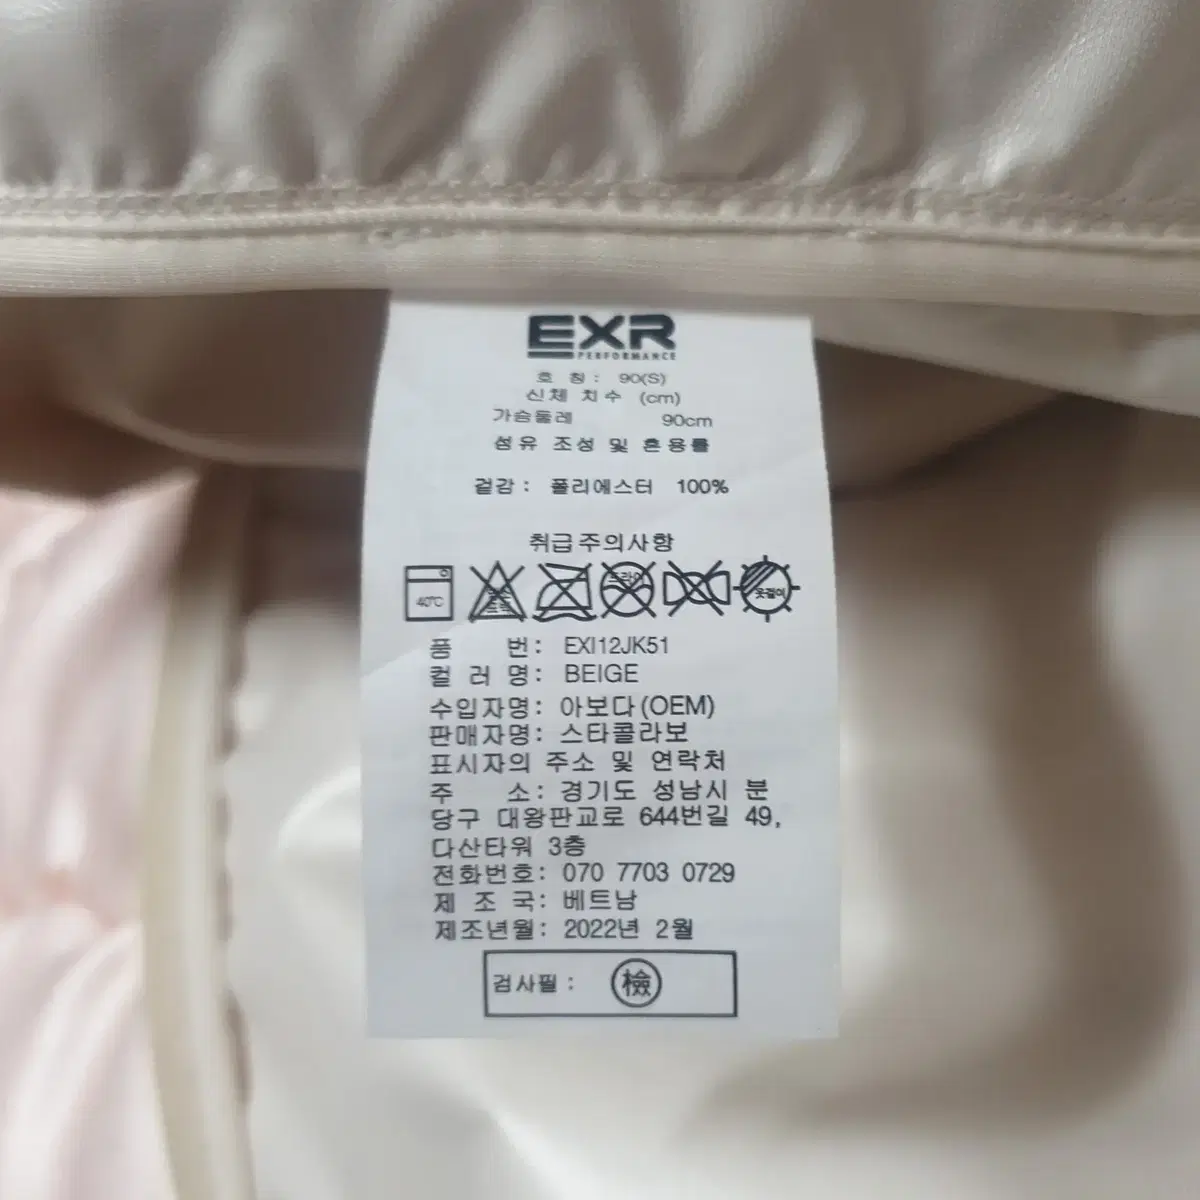 EXR
PERFORMANCE
호 칭 : 90(S)
신체 치수 (cm)
가슴둘레 90cm
섬유 조성 및 혼용률
겉감 : 폴리에스터 100%
취급주의사항
40℃ 드라이 옷걸이
품 번: EXI12JK51
컬 러 명: BEIGE
수입자명: 아보다(OEM)
판매자명: 스타콜라보
표시자의 주소 및 연락처
주 소: 경기도 성남시 분
당구 대왕판교로 644번길 49,
다산타워 3층
전화번호: 070 7703 0729
제 조 국: 베트남
제조년월: 2022년 2월
검사필 : 檢